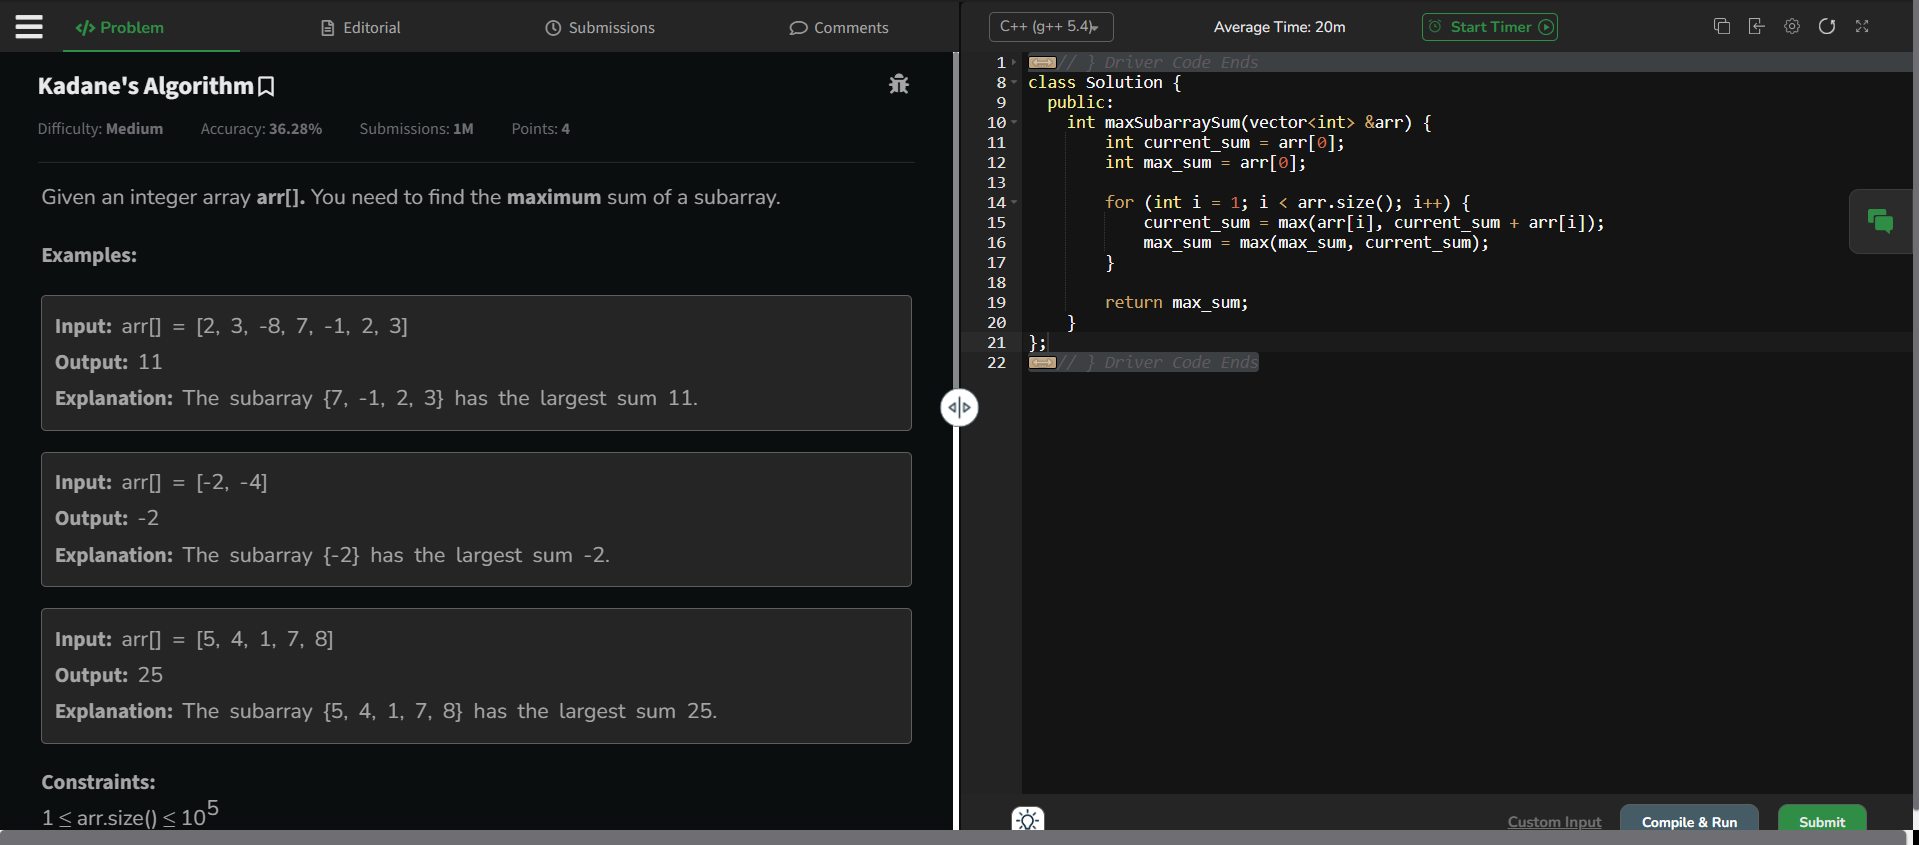 Problem
Editorial
Submissions
Comments
Kadane's Algorithm
Difficulty: Medium Accuracy: 36.28% Submissions: 1M Points: 4
Given an integer array arr[]. You need to find the maximum sum of a subarray.
Examples:
Input: arr[] = [2, 3, -8, 7, -1, 2, 3]
Output: 11
Explanation: The subarray {7, -1, 2, 3} has the largest sum 11.
Input: arr[] = [-2, -4]
Output: -2
Explanation: The subarray {-2} has the largest sum -2.
Input: arr[] = [5, 4, 1, 7, 8]
Output: 25
Explanation: The subarray {5, 4, 1, 7, 8} has the largest sum 25.
Constraints:
1 ≤ arr.size() ≤ 10^5
C++ (g++ 5.4)
Average Time: 20m
Start Timer
1 // } Driver Code Ends
8 class Solution {
9   public:
10     int maxSubarraySum(vector<int> &arr) {
11         int current_sum = arr[0];
12         int max_sum = arr[0];
13
14         for (int i = 1; i < arr.size(); i++) {
15             current_sum = max(arr[i], current_sum + arr[i]);
16             max_sum = max(max_sum, current_sum);
17         }
18
19         return max_sum;
20     }
21 };
22 // } Driver Code Ends
Custom Input
Compile & Run
Submit